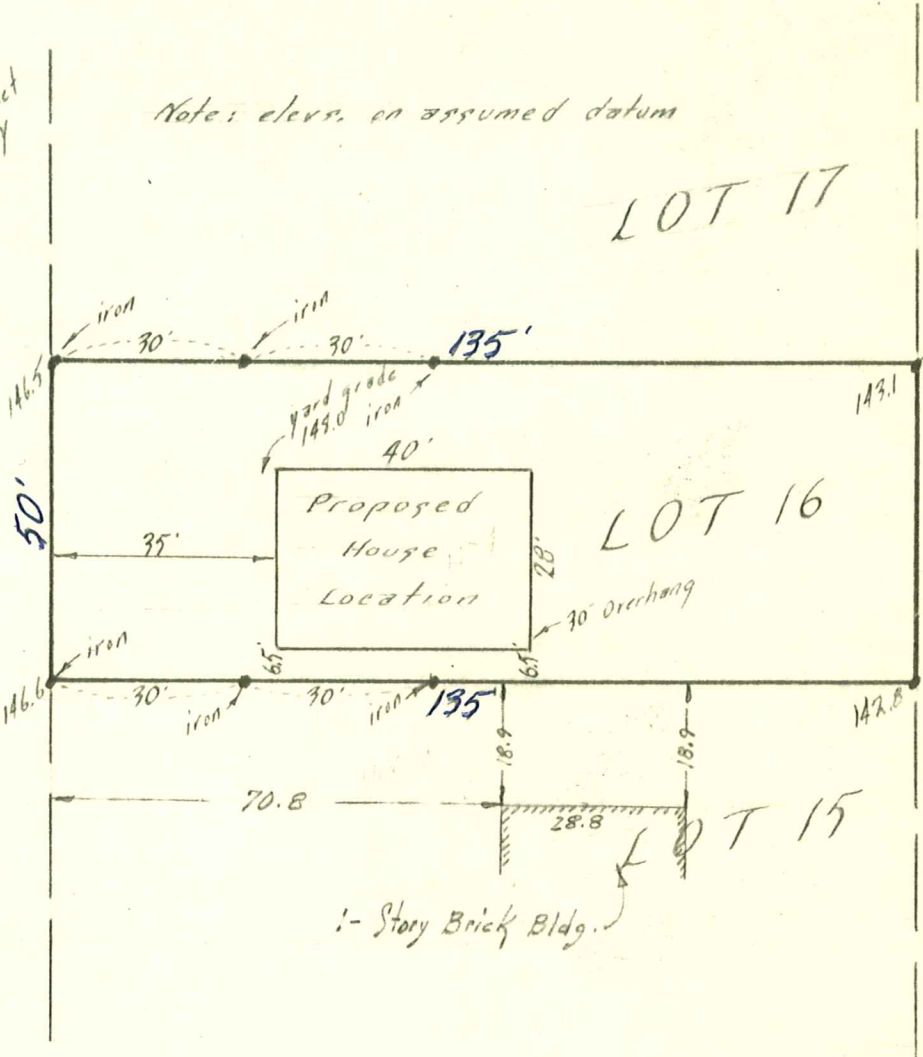 Note: elevs. on assumed datum
LOT 17
iron
iron
30'
30'
135'
146.5
143.1
yard grade
iron
40'
50'
Proposed
House
Location
LOT 16
35'
28'
30" Overhang
iron
6.5'
6.5'
146.6
30'
30'
135'
142.8
iron
iron
18.9
18.9
70.8
28.8
LOT 15
1- Story Brick Bldg.